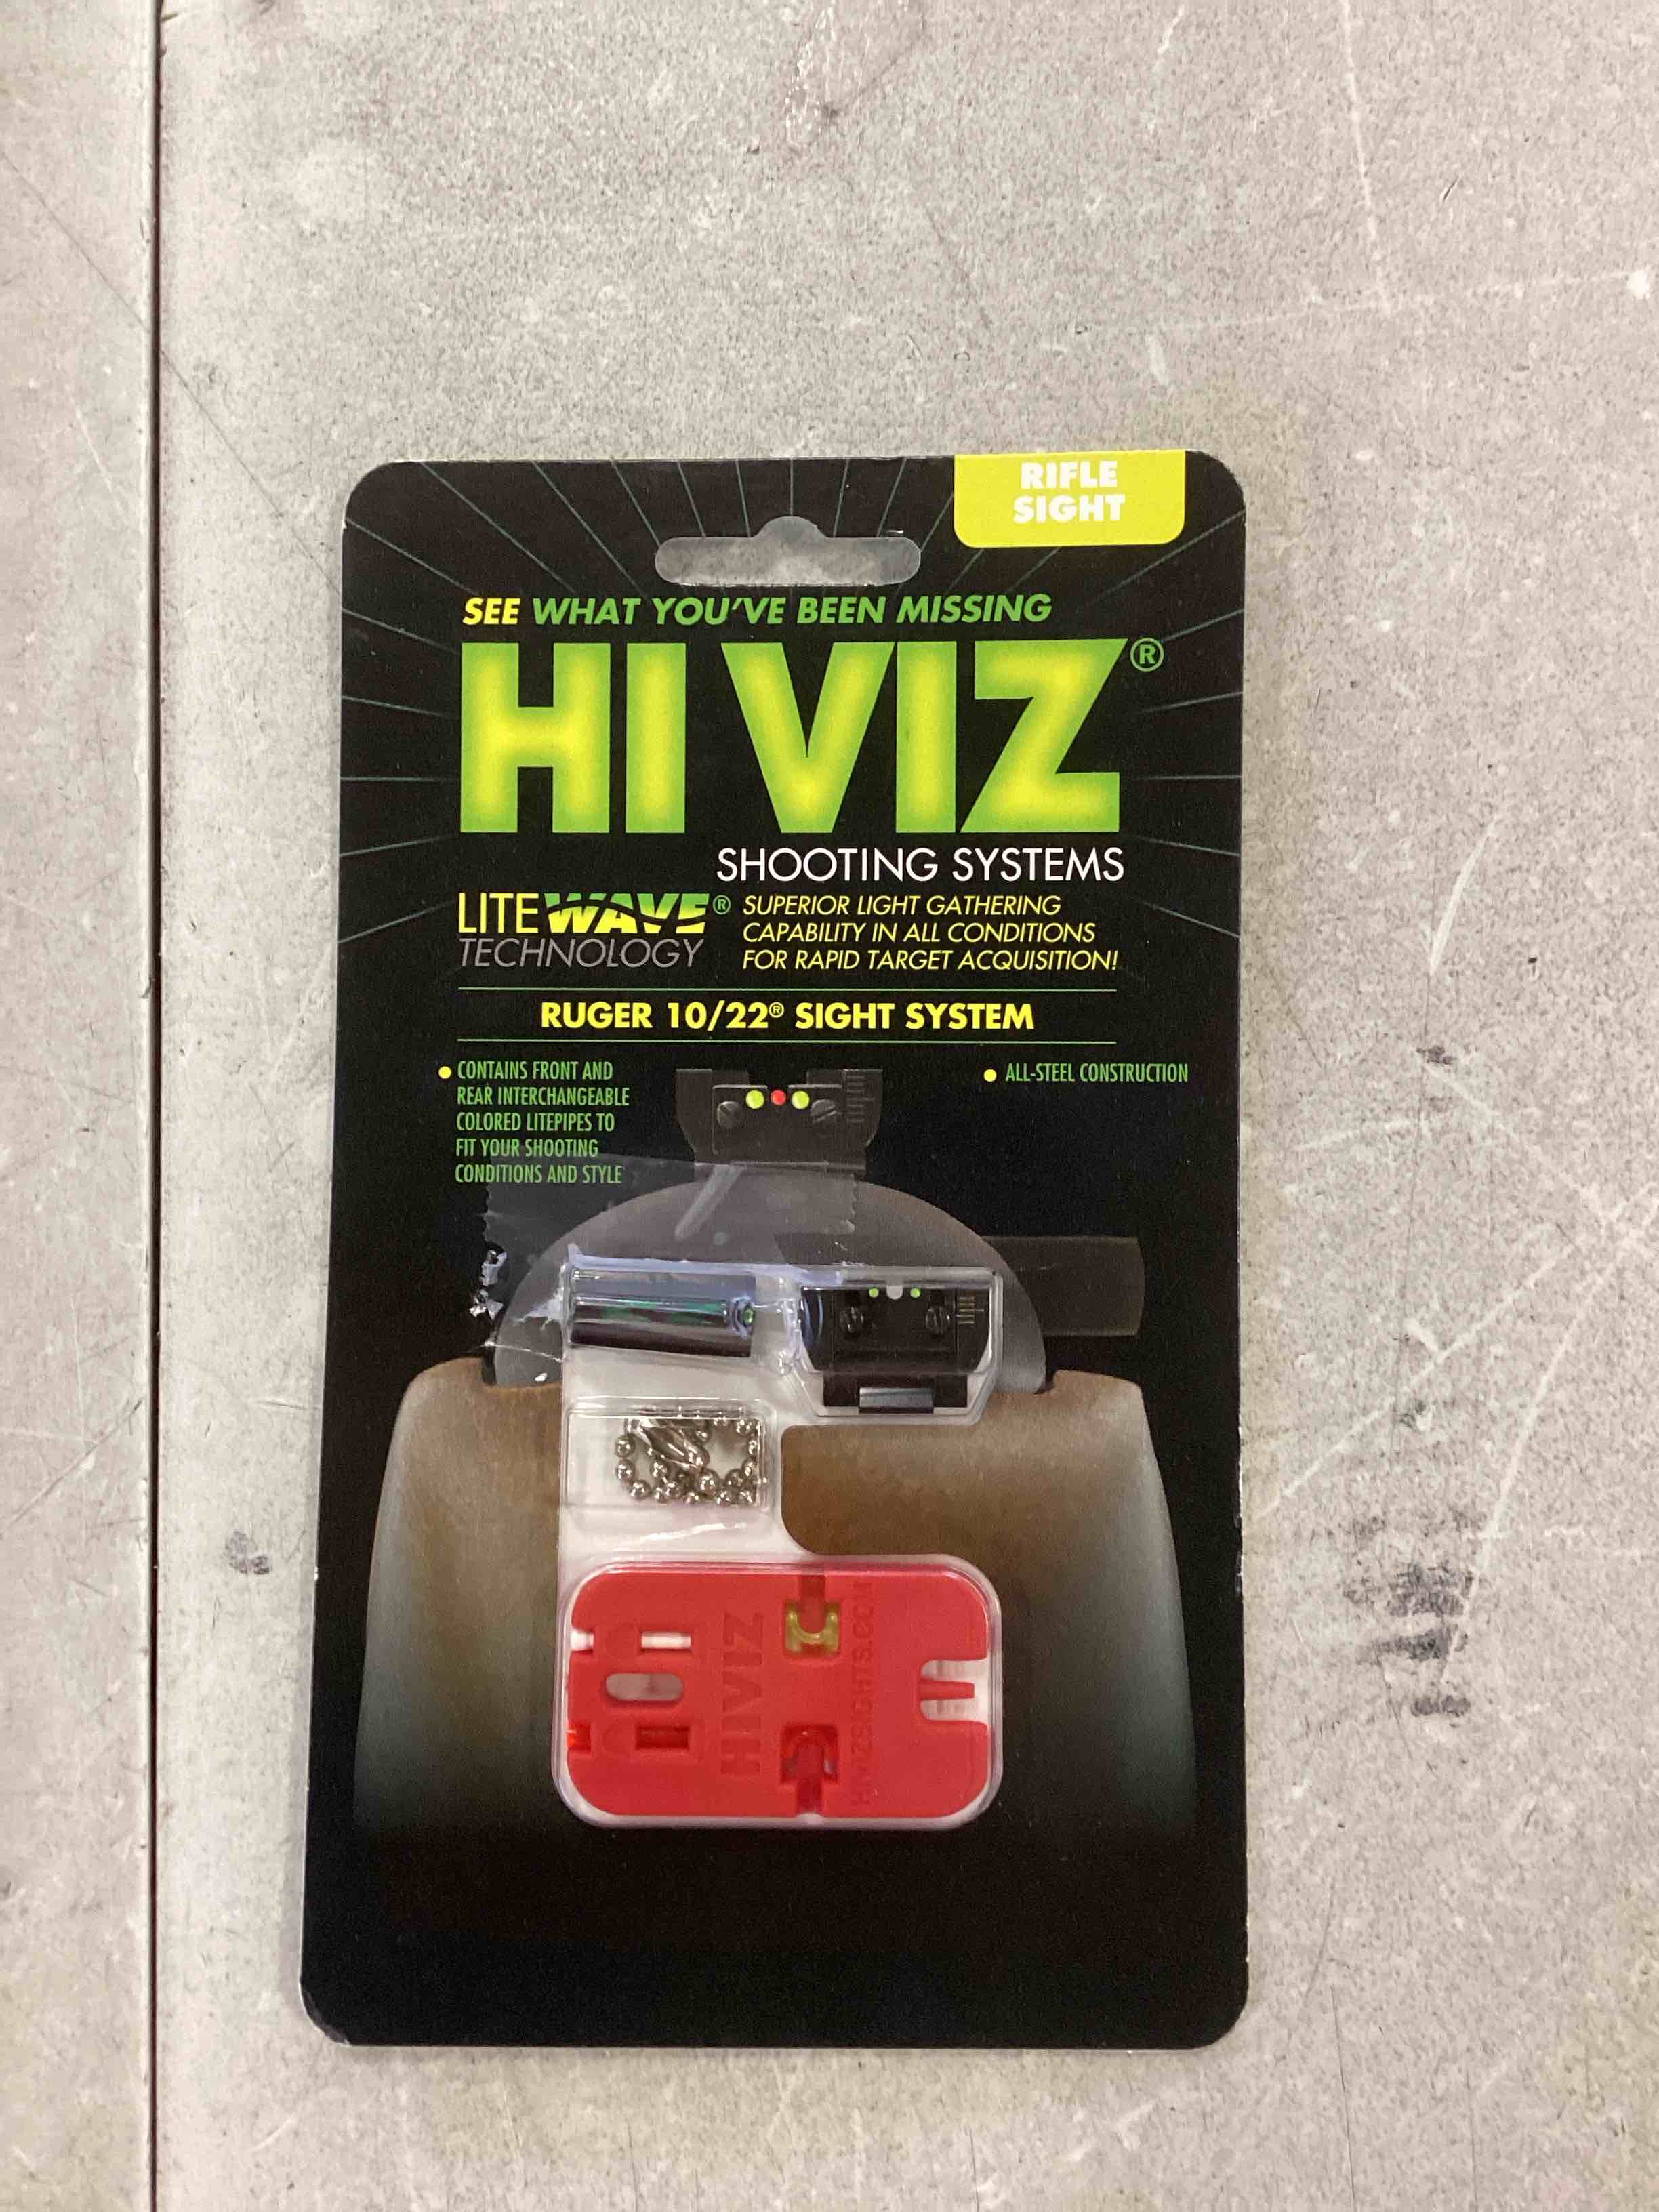 RIFLE
SIGHT
SEE WHAT YOU'VE BEEN MISSING
HI VIZ®
SHOOTING SYSTEMS
LITEWAVE®
TECHNOLOGY
SUPERIOR LIGHT GATHERING
CAPABILITY IN ALL CONDITIONS
FOR RAPID TARGET ACQUISITION!
RUGER 10/22® SIGHT SYSTEM
CONTAINS FRONT AND
REAR INTERCHANGEABLE
COLORED LITEPIPES TO
FIT YOUR SHOOTING
CONDITIONS AND STYLE
ALL-STEEL CONSTRUCTION
HIVIZ
HIVIZSIGHTS.COM